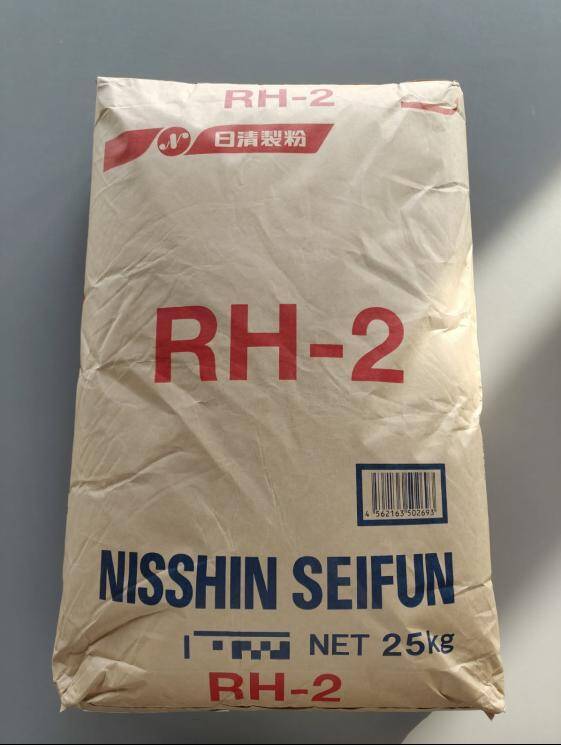 RH-2
N 日清製粉
RH-2
4 562163 502693
NISSHIN SEIFUN
NET 25kg
RH-2